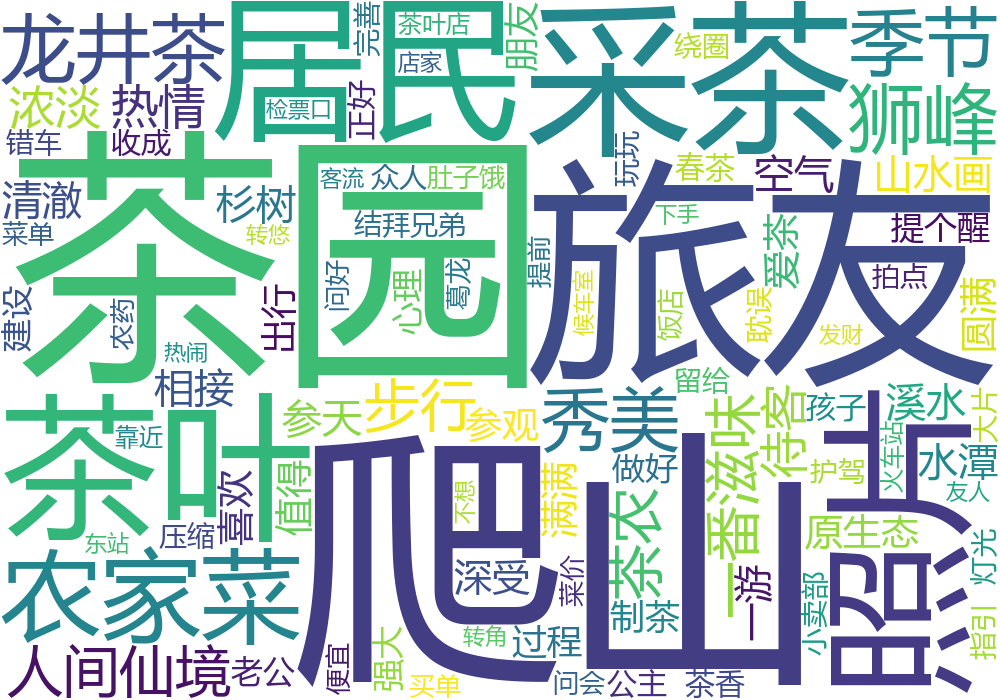 龙井茶
居民
茶叶店
店家
完善
朋友
采茶
绕圈
季节
浓淡
热情
检票口
正好
狮峰
错车
收成
茶园
旅友
玩玩
春茶
空气
山水画
清澈
杉树
客流
众人
肚子饿
下手
提个醒
菜单
转悠
结拜兄弟
爱茶
拍点
建设
农药
出行
问好
心理
葛龙
提前
候车室
饭店
耽误
发财
圆满
热闹
相接
茶叶
参天
步行
参观
秀美
留给
番滋味
待客
孩子
溪水
大片
靠近
喜欢
值得
不想
满满
做好
护驾
火车站
水潭
友人
东站
压缩
爬山
茶农
一游
原生态
照片
灯光
农家菜
深受
菜价
制茶
小卖部
指引
人间仙境
老公
便宜
强大
转角
过程
买单
问会
公主
茶香